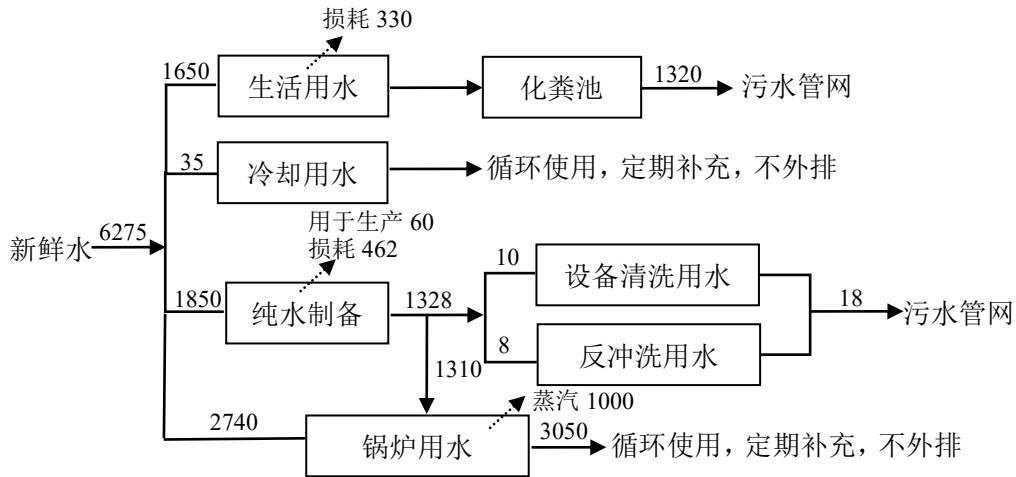 损耗 330
1650
生活用水
化粪池
1320
污水管网
35
冷却用水
循环使用，定期补充，不外排
新鲜水
6275
用于生产 60
损耗 462
1850
纯水制备
1328
10
设备清洗用水
18
污水管网
8
反冲洗用水
1310
蒸汽 1000
2740
锅炉用水
3050
循环使用，定期补充，不外排